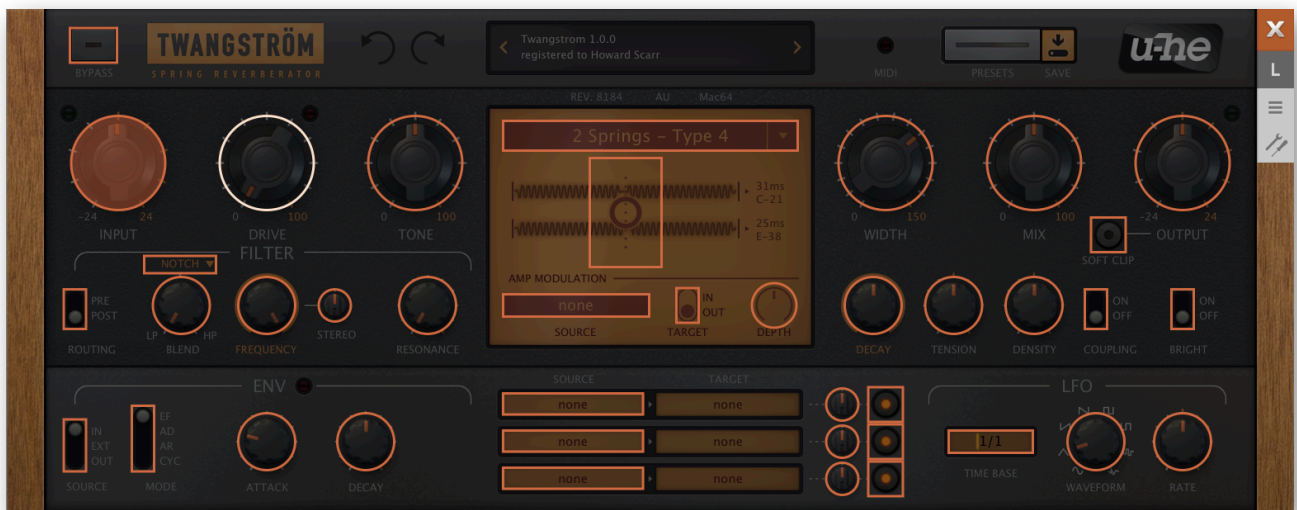 TWANGSTRÖM
SPRING REVERBERATOR
BYPASS
Twangstrom 1.0.0
registered to Howard Scarr
MIDI
PRESETS
SAVE
u-he
X
L
REV: 8184 AU Mac64
-24 24
INPUT
0 100
DRIVE
0 100
TONE
2 Springs – Type 4
31ms
C-21
25ms
E-38
AMP MODULATION
none
SOURCE
IN
OUT
TARGET
DEPTH
0 150
WIDTH
0 100
MIX
-24 24
OUTPUT
SOFT CLIP
FILTER
NOTCH
PRE
POST
ROUTING
LP HP
BLEND
FREQUENCY
STEREO
RESONANCE
DECAY
TENSION
DENSITY
ON
OFF
COUPLING
ON
OFF
BRIGHT
ENV
IN
EXT
OUT
SOURCE
EF
AD
AR
CYC
MODE
ATTACK
DECAY
SOURCE TARGET
none none
none none
none none
LFO
1/1
TIME BASE
WAVEFORM
RATE